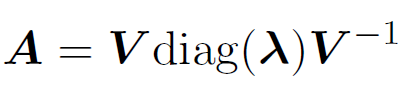 A = V diag(λ)V⁻¹